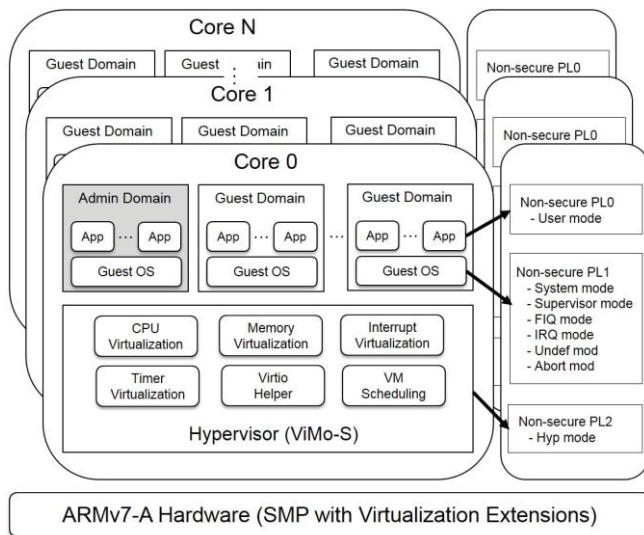 Core N
Guest Domain Guest main Guest Domain
Non-secure PL0
Core 1
Guest Domain Guest Domain Guest Domain
Non-secure PL0
Core 0
Admin Domain Guest Domain Guest Domain
App ... App App ... App ... App ... App
Guest OS Guest OS Guest OS
Non-secure PL0
- User mode
Non-secure PL1
- System mode
- Supervisor mode
- FIQ mode
- IRQ mode
- Undef mod
- Abort mod
CPU Memory Interrupt
Virtualization Virtualization Virtualization
Timer Virtio VM
Virtualization Helper Scheduling
Hypervisor (ViMo-S)
Non-secure PL2
- Hyp mode
ARMv7-A Hardware (SMP with Virtualization Extensions)